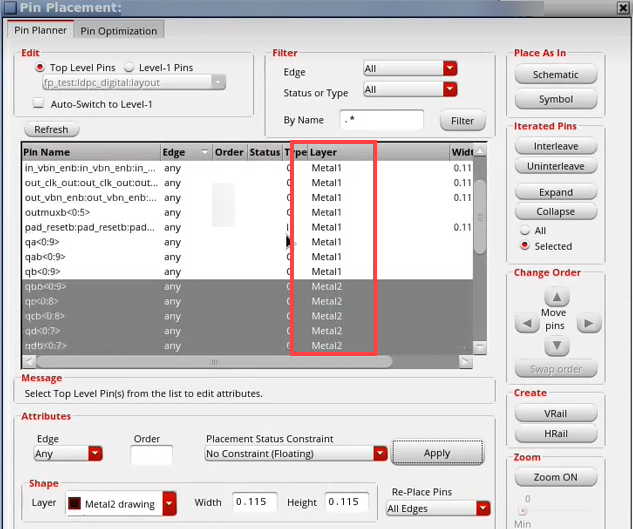 Pin Placement:
Pin Planner Pin Optimization
Edit
Top Level Pins Level-1 Pins
fp_test:ldpc_digital:layout
Auto-Switch to Level-1
Refresh
Filter
Edge All
Status or Type All
By Name .* Filter
Pin Name Edge Order Status Type Layer Widt
in_vbn_enb:in_vbn_enb:in_... any Metal1 0.11
out_clk_out:out_clk_out:out... any Metal1 0.11
out_vbn_enb:out_vbn_enb:... any Metal1 0.11
outmuxb<0:5> any Metal1
pad_resetb:pad_resetb:pad... any I Metal1 0.11
qa<0:9> any Metal1
qab<0:9> any Metal1
qb<0:9> any Metal1
qbb<0:9> any Metal2
qc<0:8> any Metal2
qcb<0:8> any Metal2
qd<0:7> any Metal2
qdb<0:7> any Metal2
Message
Select Top Level Pin(s) from the list to edit attributes.
Attributes
Edge Order Placement Status Constraint
Any No Constraint (Floating) Apply
Shape
Layer Metal2 drawing Width 0.115 Height 0.115
Re-Place Pins
All Edges
Place As In
Schematic
Symbol
Iterated Pins
Interleave
Uninterleave
Expand
Collapse
All
Selected
Change Order
Move
pins
Swap order
Create
VRail
HRail
Zoom
Zoom ON
0
Min